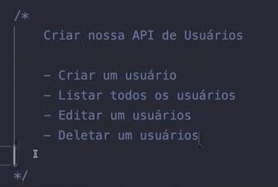 /*
Criar nossa API de Usuários
- Criar um usuário
- Listar todos os usuários
- Editar um usuários
- Deletar um usuários
*/